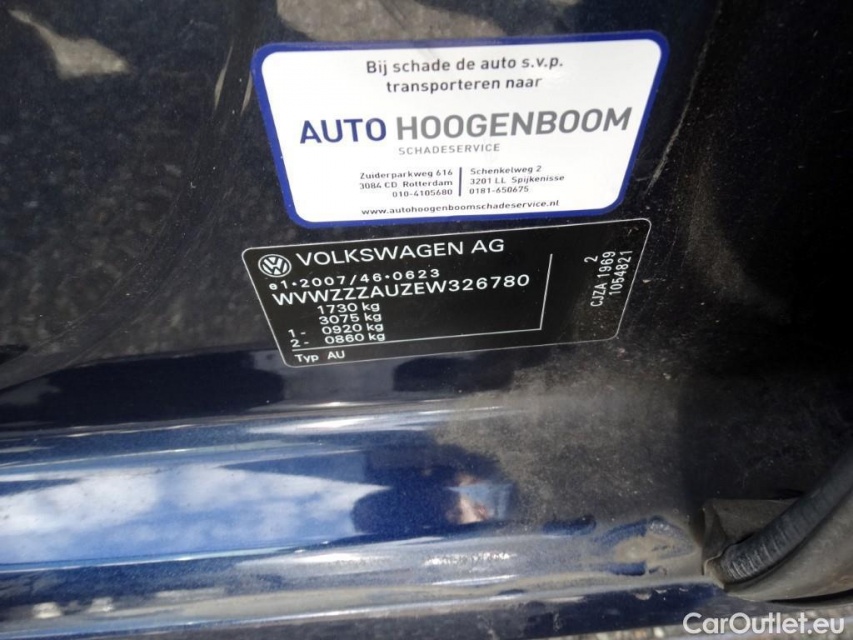 Bij schade de auto s.v.p.
transporteren naar
AUTO HOOGENBOOM
SCHADESERVICE
Zuiderparkweg 616
3084 CD Rotterdam
010-4105680
Schenkelweg 2
3201 LL Spijkenisse
0181-650675
www.autohoogenboomschadeservice.nl
VOLKSWAGEN AG
e1*2007/46*0623
WVWZZZAUZEW326780
1730 kg
3075 kg
1- 0920 kg
2- 0860 kg
Typ AU
2
CJZA 1969
1054821
CarOutlet.eu